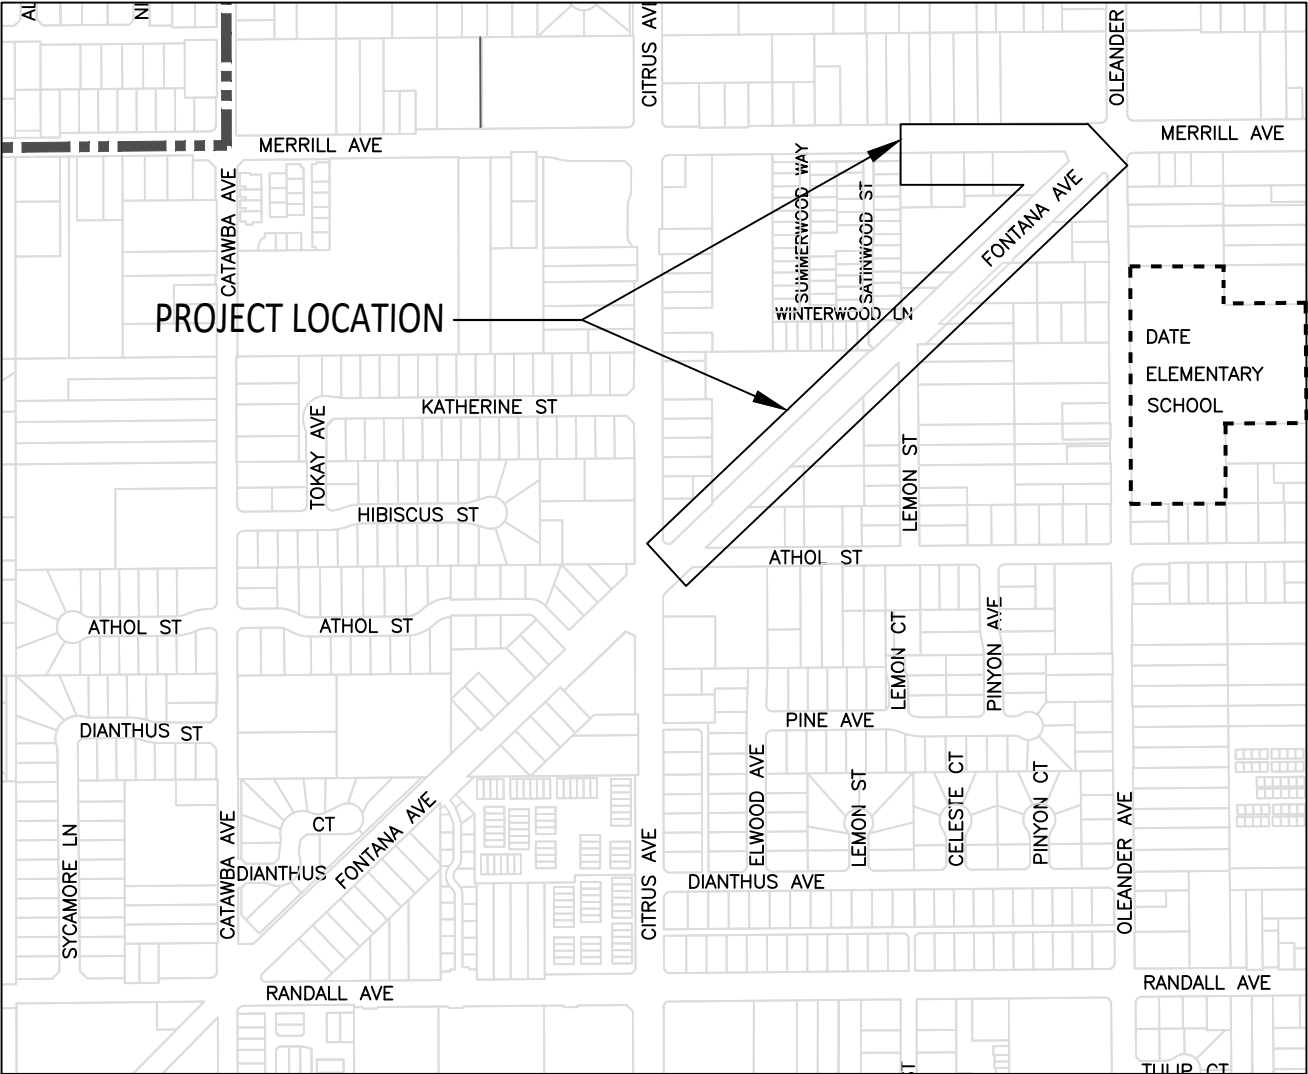 AL
NI
CITRUS AVE
OLEANDER
MERRILL AVE
MERRILL AVE
CATAWBA AVE
SUMMERWOOD WAY
SATINWOOD ST
FONTANA AVE
WINTERWOOD LN
PROJECT LOCATION
DATE
ELEMENTARY
SCHOOL
KATHERINE ST
TOKAY AVE
LEMON ST
HIBISCUS ST
ATHOL ST
ATHOL ST
ATHOL ST
LEMON CT
PINYON AVE
DIANTHUS ST
PINE AVE
ELWOOD AVE
LEMON ST
CELESTE CT
PINYON CT
OLEANDER AVE
SYCAMORE LN
CATAWBA AVE
CT
DIANTHUS
FONTANA AVE
CITRUS AVE
DIANTHUS AVE
RANDALL AVE
RANDALL AVE
ST
TULIP CT